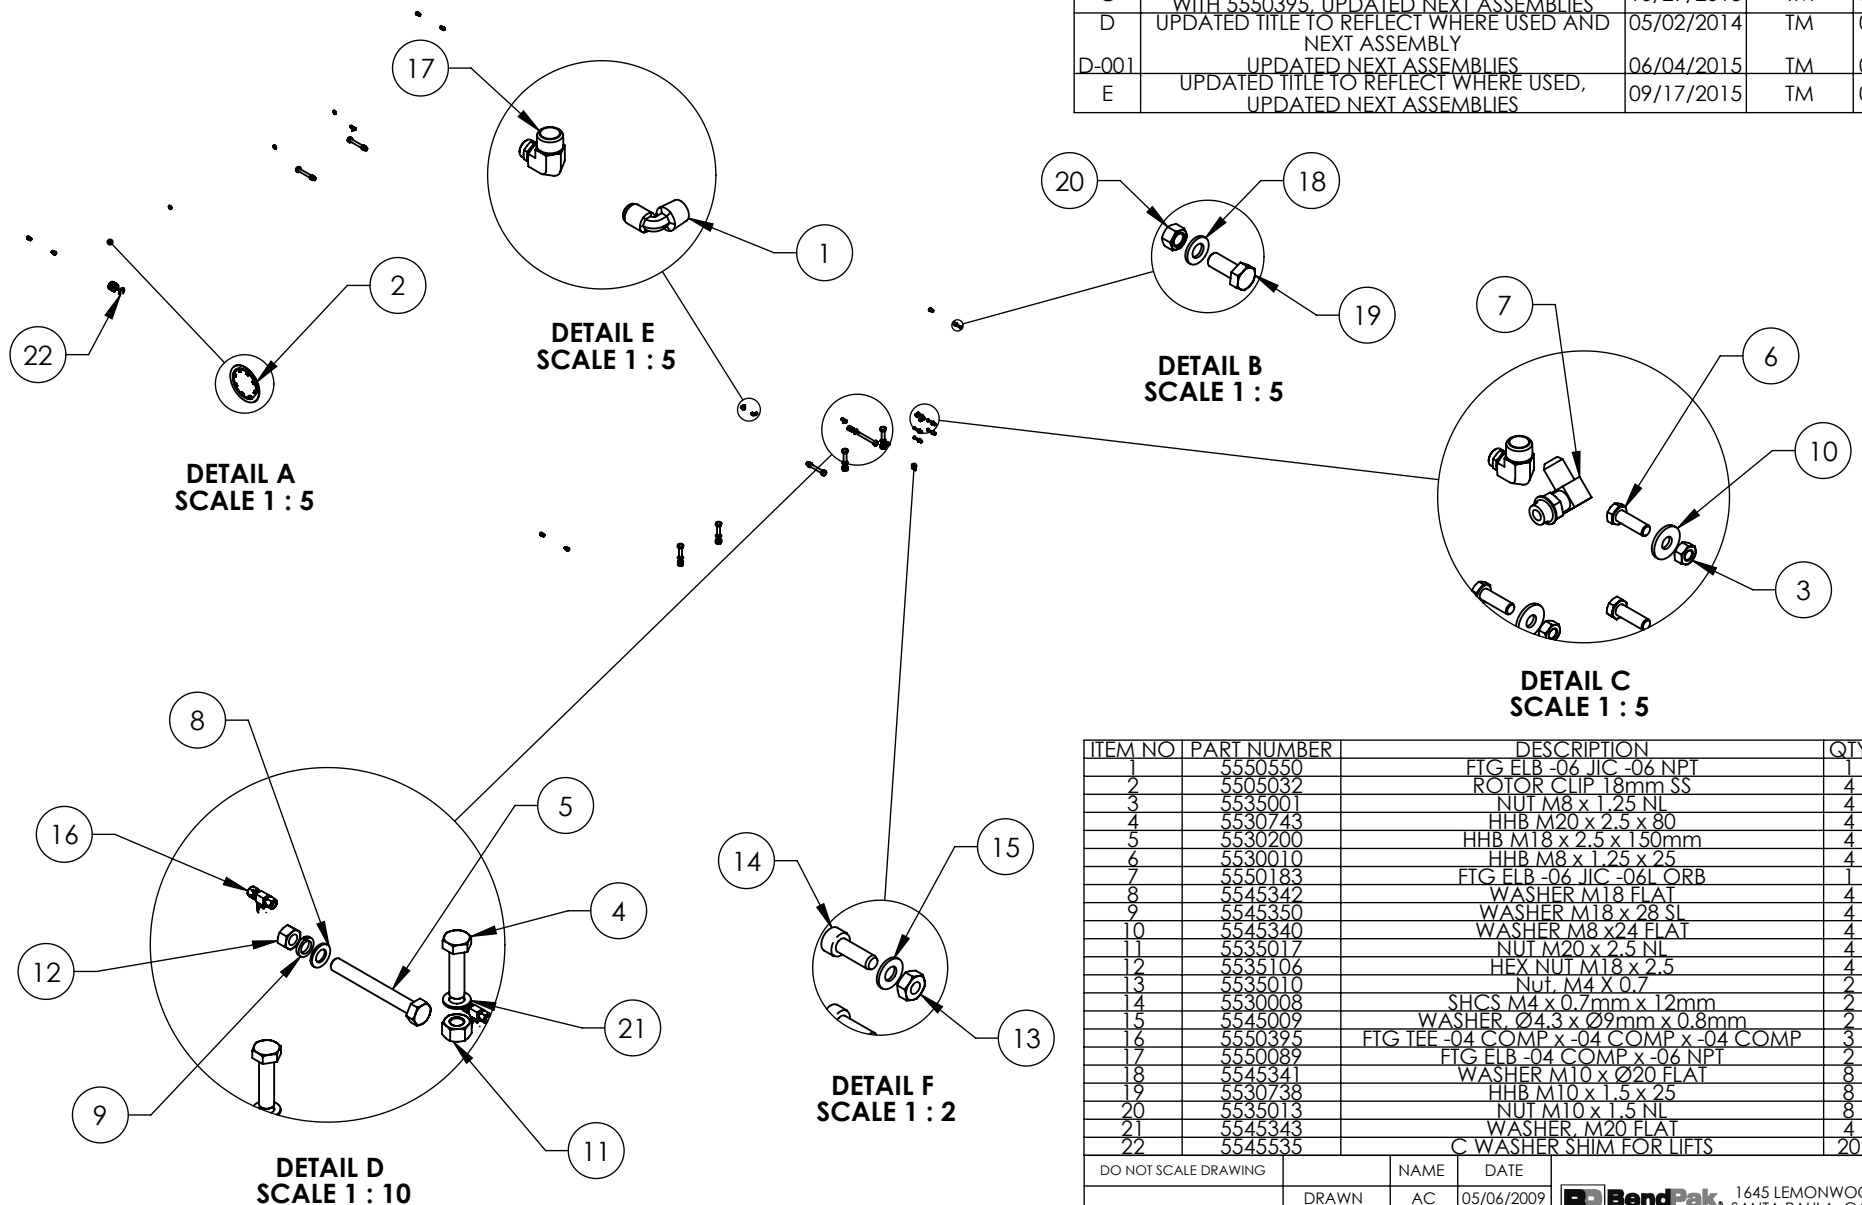 WITH 5550395, UPDATED NEXT ASSEMBLIES
D UPDATED TITLE TO REFLECT WHERE USED AND NEXT ASSEMBLY 05/02/2014 TM
D-001 UPDATED NEXT ASSEMBLIES 06/04/2015 TM
E UPDATED TITLE TO REFLECT WHERE USED, UPDATED NEXT ASSEMBLIES 09/17/2015 TM
17
1
2
22
DETAIL E
SCALE 1 : 5
DETAIL A
SCALE 1 : 5
20
18
19
DETAIL B
SCALE 1 : 5
7
6
10
3
DETAIL C
SCALE 1 : 5
8
5
16
4
12
21
9
11
DETAIL D
SCALE 1 : 10
14
15
13
DETAIL F
SCALE 1 : 2
ITEM NO PART NUMBER DESCRIPTION QTY
1 5550550 FTG ELB -06 JIC -06 NPT 1
2 5505032 ROTOR CLIP 18mm SS 4
3 5535001 NUT M8 x 1.25 NL 4
4 5530743 HHB M20 x 2.5 x 80 4
5 5530200 HHB M18 x 2.5 x 150mm 4
6 5530010 HHB M8 x 1.25 x 25 4
7 5550183 FTG ELB -06 JIC -06L ORB 1
8 5545342 WASHER M18 FLAT 4
9 5545350 WASHER M18 x 28 SL 4
10 5545340 WASHER M8 x24 FLAT 4
11 5535017 NUT M20 x 2.5 NL 4
12 5535106 HEX NUT M18 x 2.5 4
13 5535010 Nut, M4 X 0.7 2
14 5530008 SHCS M4 x 0.7mm x 12mm 2
15 5545009 WASHER, Ø4.3 x Ø9mm x 0.8mm 2
16 5550395 FTG TEE -04 COMP x -04 COMP x -04 COMP 3
17 5550089 FTG ELB -04 COMP x -06 NPT 2
18 5545341 WASHER M10 x Ø20 FLAT 8
19 5530738 HHB M10 x 1.5 x 25 8
20 5535013 NUT M10 x 1.5 NL 8
21 5545343 WASHER, M20 FLAT 4
22 5545535 C WASHER SHIM FOR LIFTS 20
DO NOT SCALE DRAWING NAME DATE
DRAWN AC 05/06/2009
BendPak 1645